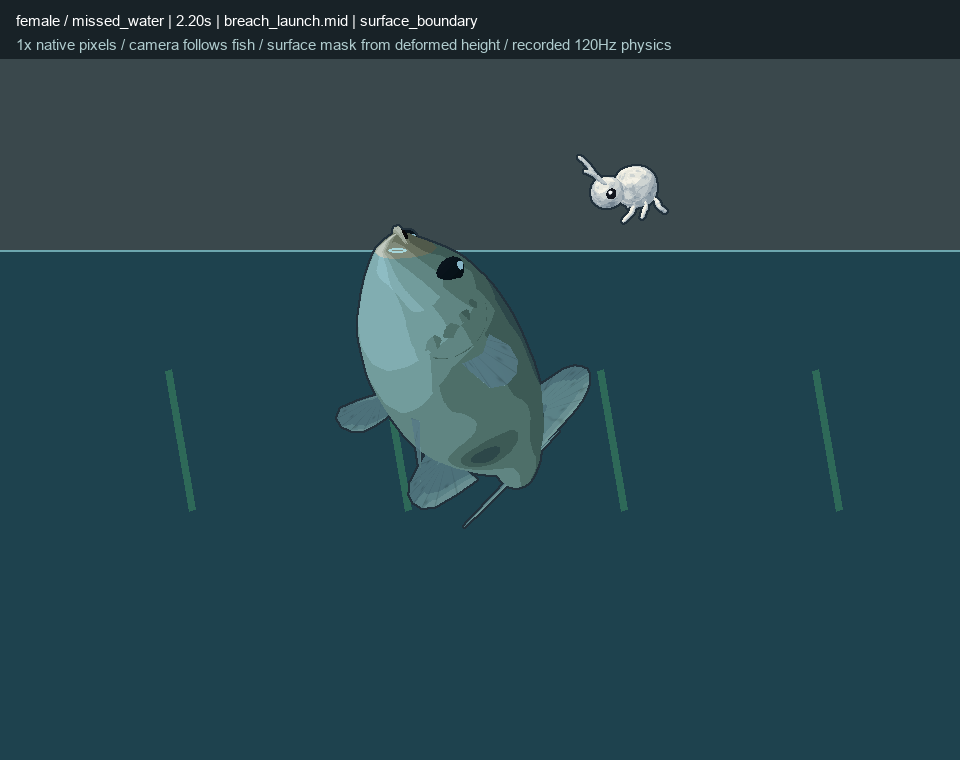 female / missed_water | 2.20s | breach_launch.mid | surface_boundary
1x native pixels / camera follows fish / surface mask from deformed height / recorded 120Hz physics